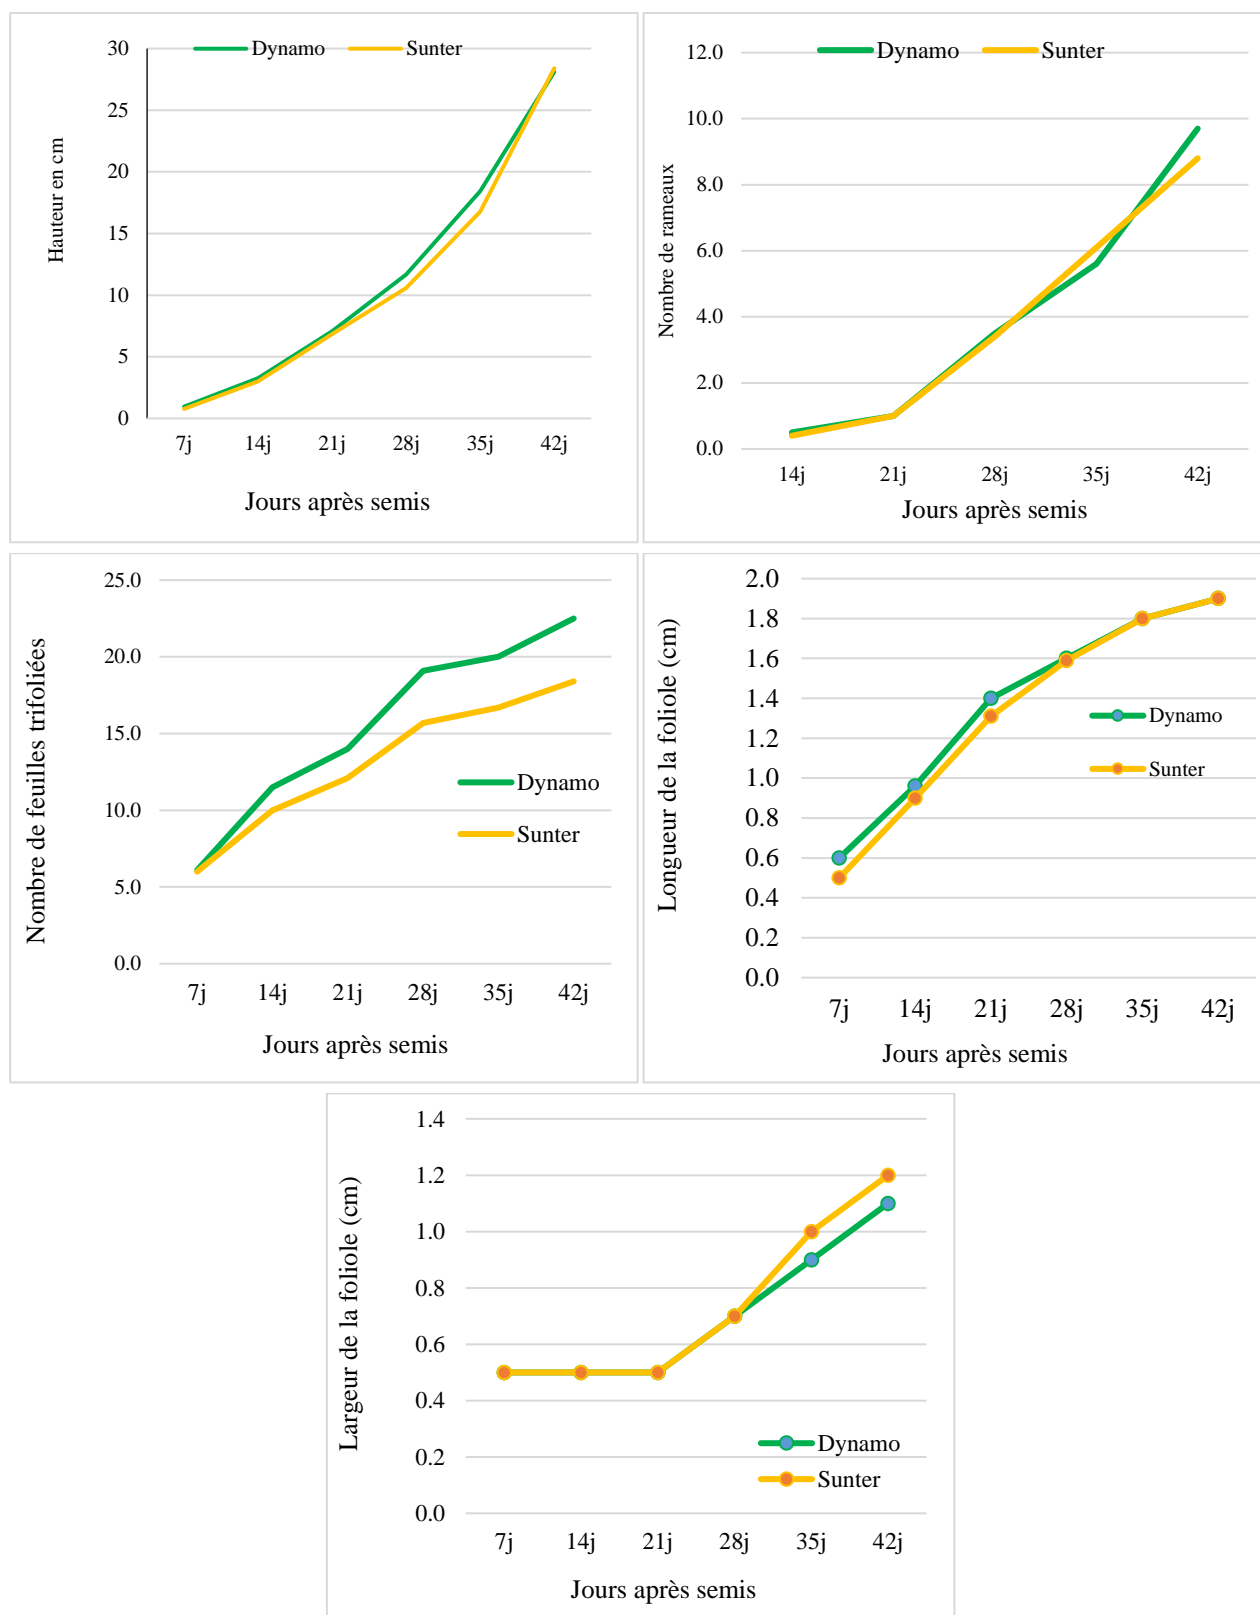 Dynamo Sunter
30
25
20
15
10
5
0
Hauteur en cm
7j 14j 21j 28j 35j 42j
Jours après semis
Dynamo Sunter
12.0
10.0
8.0
6.0
4.0
2.0
0.0
Nombre de rameaux
14j 21j 28j 35j 42j
Jours après semis
25.0
20.0
15.0
10.0
5.0
0.0
Nombre de feuilles trifoliées
Dynamo
Sunter
7j 14j 21j 28j 35j 42j
Jours après semis
2.0
1.8
1.6
1.4
1.2
1.0
0.8
0.6
0.4
0.2
0.0
Longueur de la foliole (cm)
Dynamo
Sunter
7j 14j 21j 28j 35j 42j
Jours après semis
1.4
1.2
1.0
0.8
0.6
0.4
0.2
0.0
Largeur de la foliole (cm)
Dynamo
Sunter
7j 14j 21j 28j 35j 42j
Jours après semis